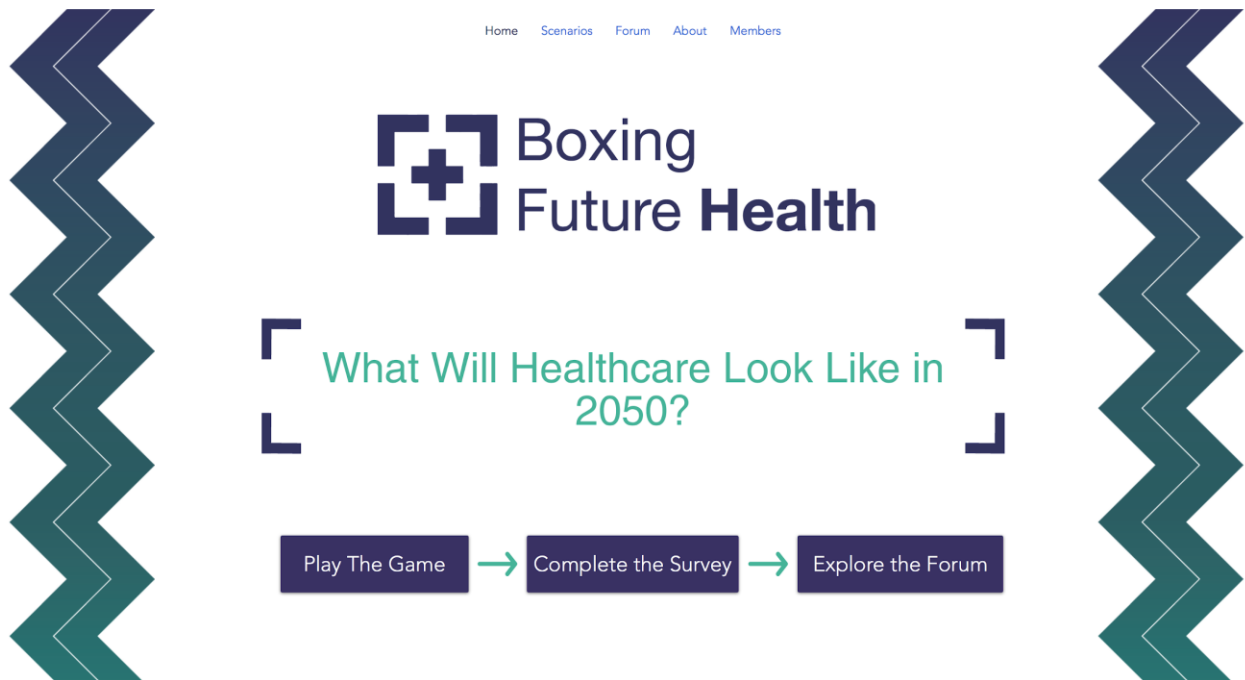 Home Scenarios Forum About Members
Boxing
Future Health
What Will Healthcare Look Like in
2050?
Play The Game Complete the Survey Explore the Forum